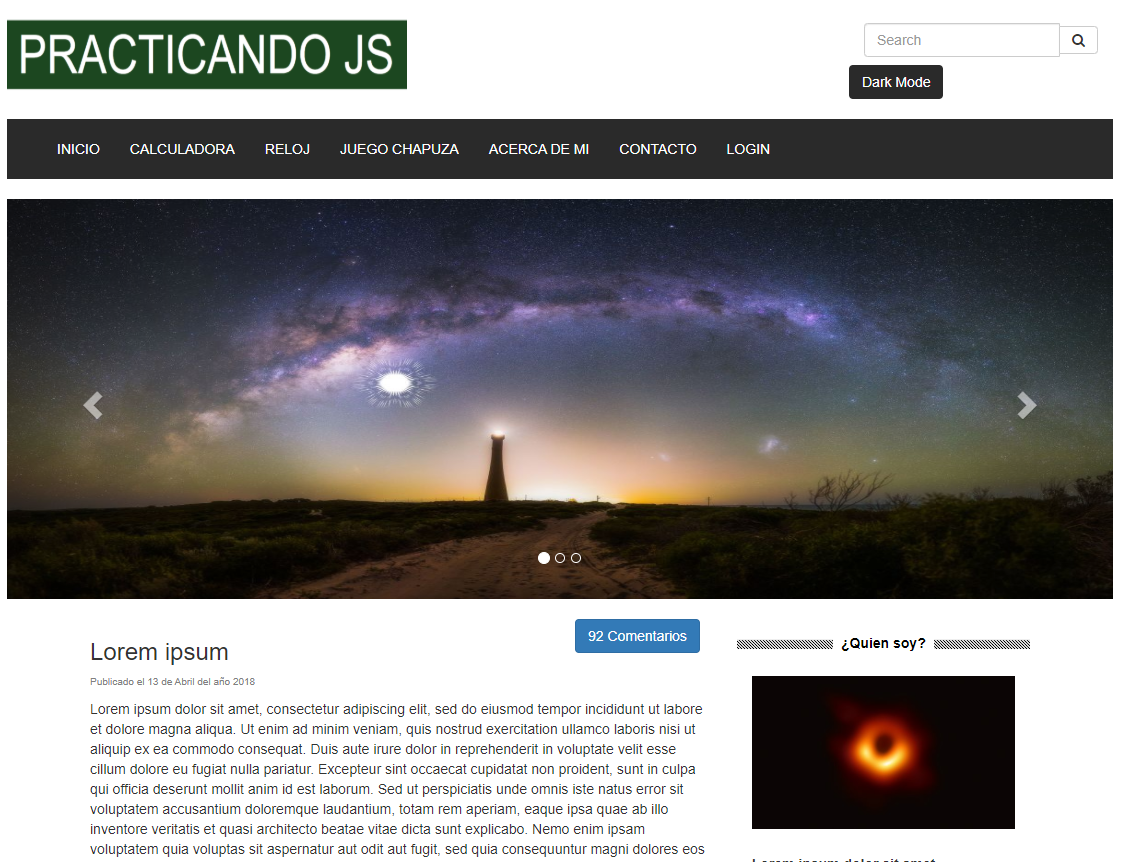 PRACTICANDO JS
Search
Dark Mode
INICIO CALCULADORA RELOJ JUEGO CHAPUZA ACERCA DE MI CONTACTO LOGIN
Lorem ipsum
92 Comentarios
Publicado el 13 de Abril del año 2018
Lorem ipsum dolor sit amet, consectetur adipiscing elit, sed do eiusmod tempor incididunt ut labore
et dolore magna aliqua. Ut enim ad minim veniam, quis nostrud exercitation ullamco laboris nisi ut
aliquip ex ea commodo consequat. Duis aute irure dolor in reprehenderit in voluptate velit esse
cillum dolore eu fugiat nulla pariatur. Excepteur sint occaecat cupidatat non proident, sunt in culpa
qui officia deserunt mollit anim id est laborum. Sed ut perspiciatis unde omnis iste natus error sit
voluptatem accusantium doloremque laudantium, totam rem aperiam, eaque ipsa quae ab illo
inventore veritatis et quasi architecto beatae vitae dicta sunt explicabo. Nemo enim ipsam
voluptatem quia voluptas sit aspernatur aut odit aut fugit, sed quia consequuntur magni dolores eos
¿Quien soy?
Lorem ipsum dolor sit amet